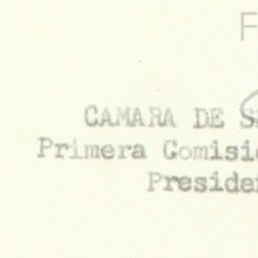 F
CAMARA DE S
Primera Comisi
Presiden